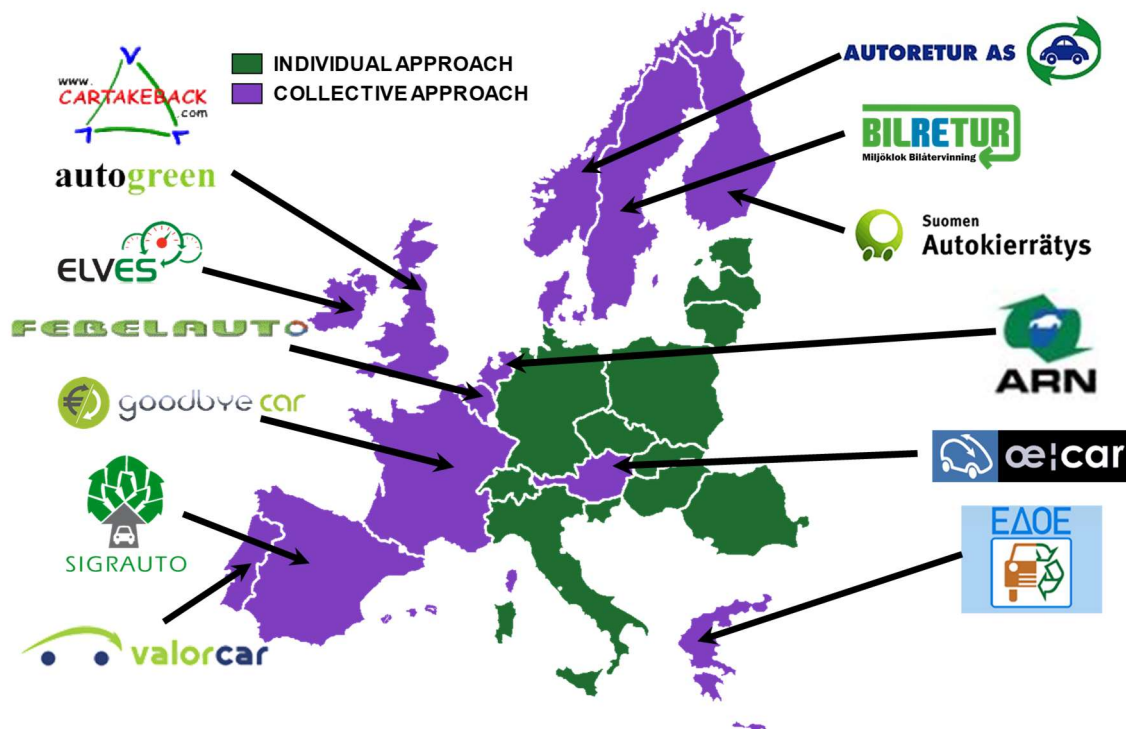 www.
CARTAKEBACK
.com
INDIVIDUAL APPROACH
COLLECTIVE APPROACH
autogreen
ELVES
FEBELAUTO
goodbye car
SIGRAUTO
valorcar
AUTORETUR AS
BILRETUR
Miljöklok Bilåtervinning
Suomen
Autokierrätys
ARN
œ¦car
ΕΔΟΕ